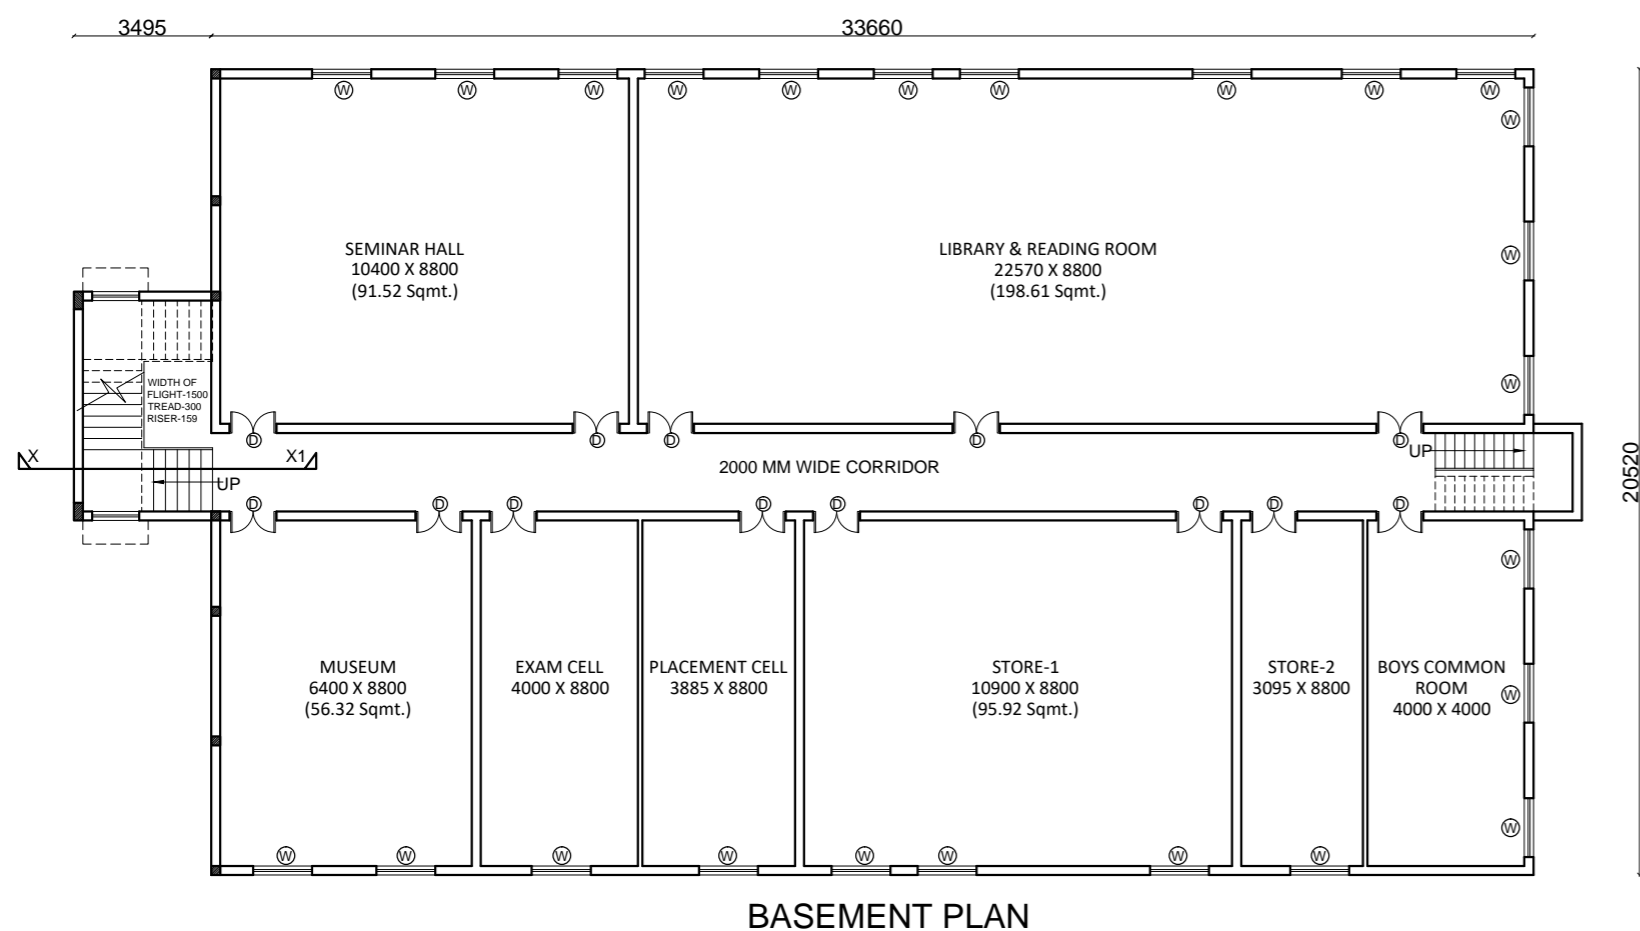 3495
33660
W
W
W
W
W
W
W
W
W
W
W
SEMINAR HALL
10400 X 8800
(91.52 Sqmt.)
LIBRARY & READING ROOM
22570 X 8800
(198.61 Sqmt.)
W
W
WIDTH OF
FLIGHT-1500
TREAD-300
RISER-159
D
D
D
D
D
X
X1
2000 MM WIDE CORRIDOR
UP
UP
20520
D
D
D
D
D
D
D
D
W
MUSEUM
6400 X 8800
(56.32 Sqmt.)
EXAM CELL
4000 X 8800
PLACEMENT CELL
3885 X 8800
STORE-1
10900 X 8800
(95.92 Sqmt.)
STORE-2
3095 X 8800
BOYS COMMON
ROOM
4000 X 4000
W
W
W
W
W
W
W
W
W
W
BASEMENT PLAN